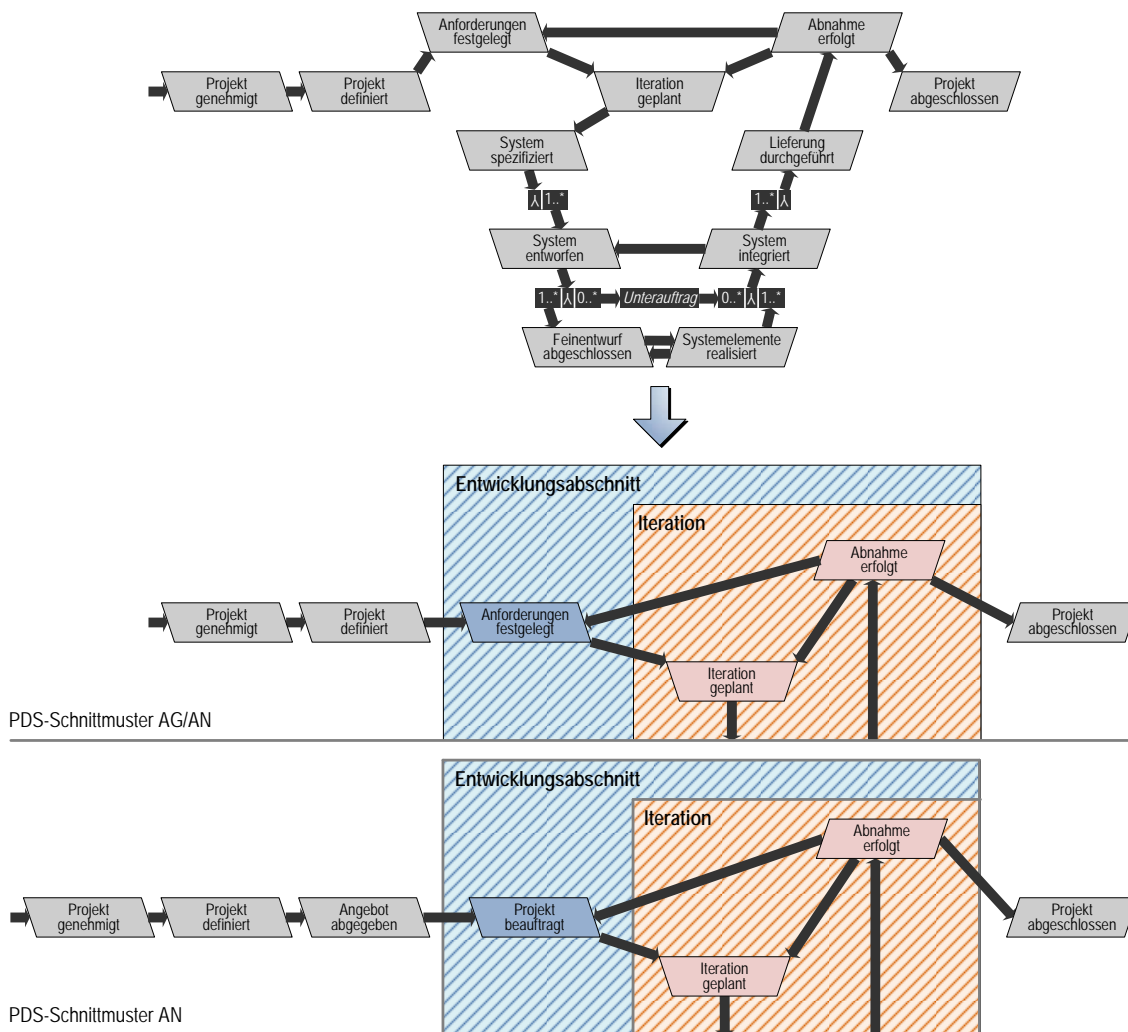 Anforderungen
festgelegt
Abnahme
erfolgt
Projekt
genehmigt
Projekt
definiert
Iteration
geplant
Projekt
abgeschlossen
System
spezifiziert
Lieferung
durchgeführt
⅄ 1..*
1..* ⅄
System
entworfen
System
integriert
1..* ⅄ 0..*
Unterauftrag
0..* ⅄ 1..*
Feinentwurf
abgeschlossen
Systemelemente
realisiert
Entwicklungsabschnitt
Iteration
Abnahme
erfolgt
Projekt
genehmigt
Projekt
definiert
Anforderungen
festgelegt
Projekt
abgeschlossen
Iteration
geplant
PDS-Schnittmuster AG/AN
Entwicklungsabschnitt
Iteration
Abnahme
erfolgt
Projekt
genehmigt
Projekt
definiert
Angebot
abgegeben
Projekt
beauftragt
Projekt
abgeschlossen
Iteration
geplant
PDS-Schnittmuster AN